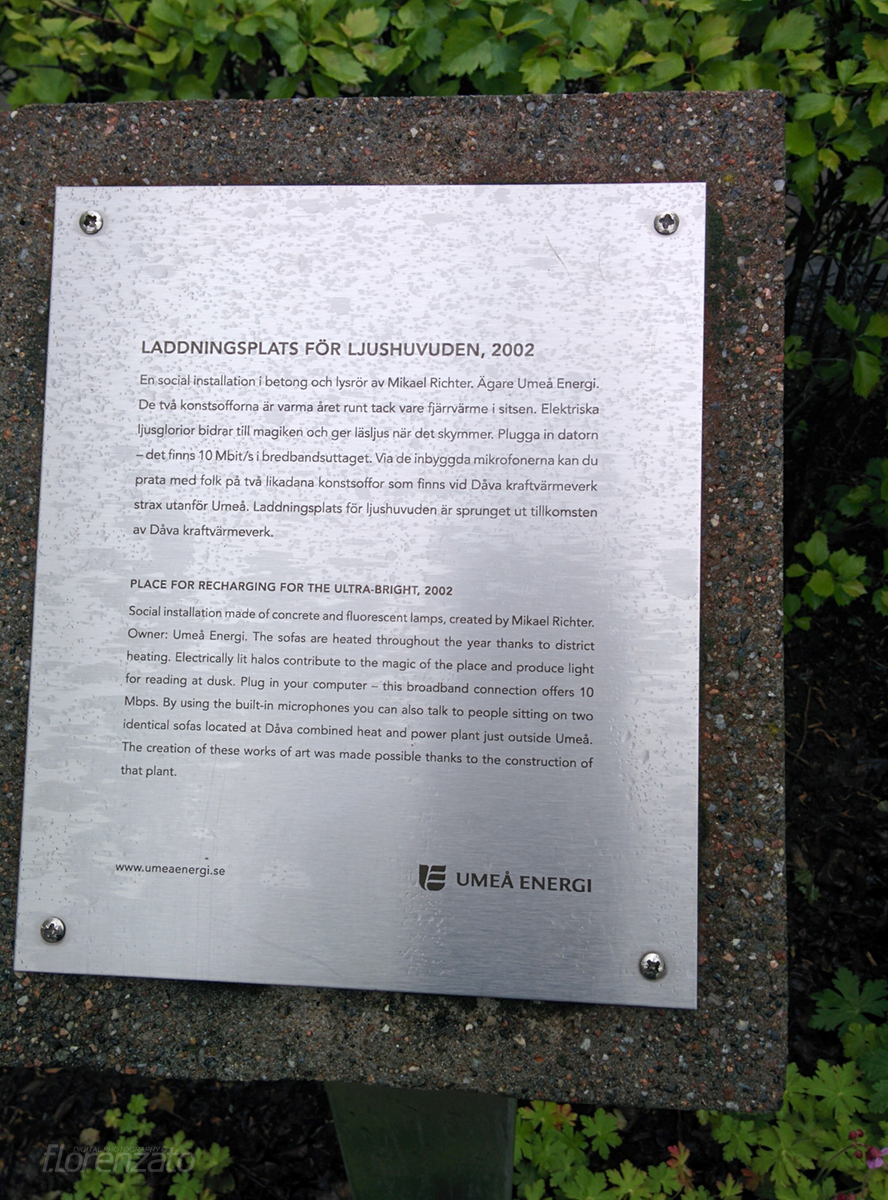 LADDNINGSPLATS FÖR LJUSHUVUDEN, 2002
En social installation i betong och lysrör av Mikael Richter. Ägare Umeå Energi.
De två konstsofforna är varma året runt tack vare fjärrvärme i sitsen. Elektriska
ljusglorior bidrar till magiken och ger läsljus när det skymmer. Plugga in datorn
– det finns 10 Mbit/s i bredbandsuttaget. Via de inbyggda mikrofonerna kan du
prata med folk på två likadana konstsoffor som finns vid Dåva kraftvärmeverk
strax utanför Umeå. Laddningsplats för ljushuvuden är sprunget ut tillkomsten
av Dåva kraftvärmeverk.
PLACE FOR RECHARGING FOR THE ULTRA-BRIGHT, 2002
Social installation made of concrete and fluorescent lamps, created by Mikael Richter.
Owner: Umeå Energi. The sofas are heated throughout the year thanks to district
heating. Electrically lit halos contribute to the magic of the place and produce light
for reading at dusk. Plug in your computer – this broadband connection offers 10
Mbps. By using the built-in microphones you can also talk to people sitting on two
identical sofas located at Dåva combined heat and power plant just outside Umeå.
The creation of these works of art was made possible thanks to the construction of
that plant.
www.umeaenergi.se
UMEÅ ENERGI
DIGITAL PHOTOGRAPHY
florenzato